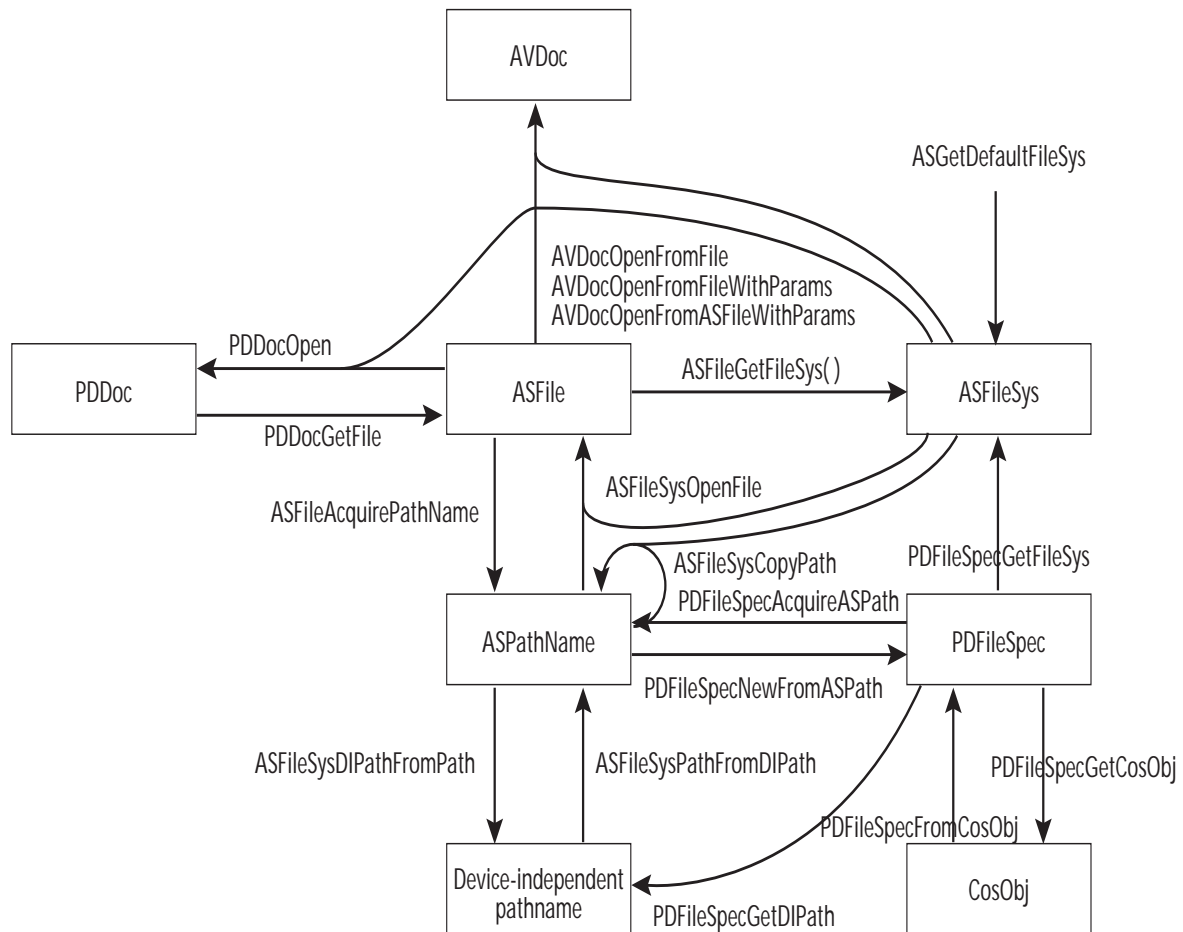 AVDoc
ASGetDefaultFileSys
AVDocOpenFromFile
AVDocOpenFromFileWithParams
AVDocOpenFromASFileWithParams
PDDocOpen
ASFileGetFileSys( )
PDDoc
ASFile
ASFileSys
PDDocGetFile
ASFileSysOpenFile
ASFileAcquirePathName
ASFileSysCopyPath
PDFileSpecGetFileSys
PDFileSpecAcquireASPath
ASPathName
PDFileSpec
PDFileSpecNewFromASPath
ASFileSysDIPathFromPath
ASFileSysPathFromDIPath
PDFileSpecGetCosObj
PDFileSpecFromCosObj
Device-independent
pathname
CosObj
PDFileSpecGetDIPath